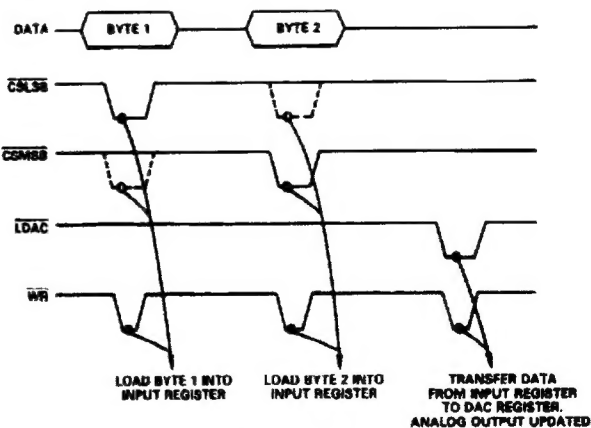 DATA
BYTE 1
BYTE 2
CSLSB
CSMSB
LDAC
WR
LOAD BYTE 1 INTO
INPUT REGISTER
LOAD BYTE 2 INTO
INPUT REGISTER
TRANSFER DATA
FROM INPUT REGISTER
TO DAC REGISTER.
ANALOG OUTPUT UPDATED